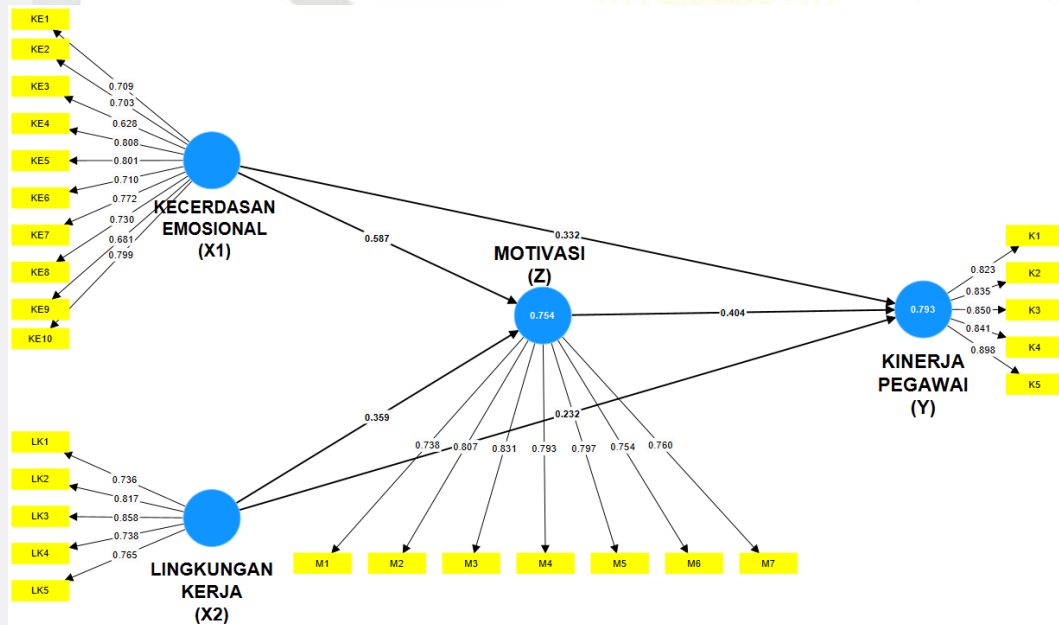 KE1
KE2
KE3
KE4
KE5
KE6
KE7
KE8
KE9
KE10
0.709
0.703
0.628
0.808
0.801
0.710
0.772
0.730
0.681
0.799
KECERDASAN
EMOSIONAL
(X1)
0.587
0.332
MOTIVASI
(Z)
0.754
0.404
0.793
K1
K2
K3
K4
K5
0.823
0.835
0.850
0.841
0.898
KINERJA
PEGAWAI
(Y)
0.359
0.232
LK1
LK2
LK3
LK4
LK5
0.736
0.817
0.858
0.738
0.765
LINGKUNGAN
KERJA
(X2)
0.738
0.807
0.831
0.793
0.797
0.754
0.760
M1
M2
M3
M4
M5
M6
M7